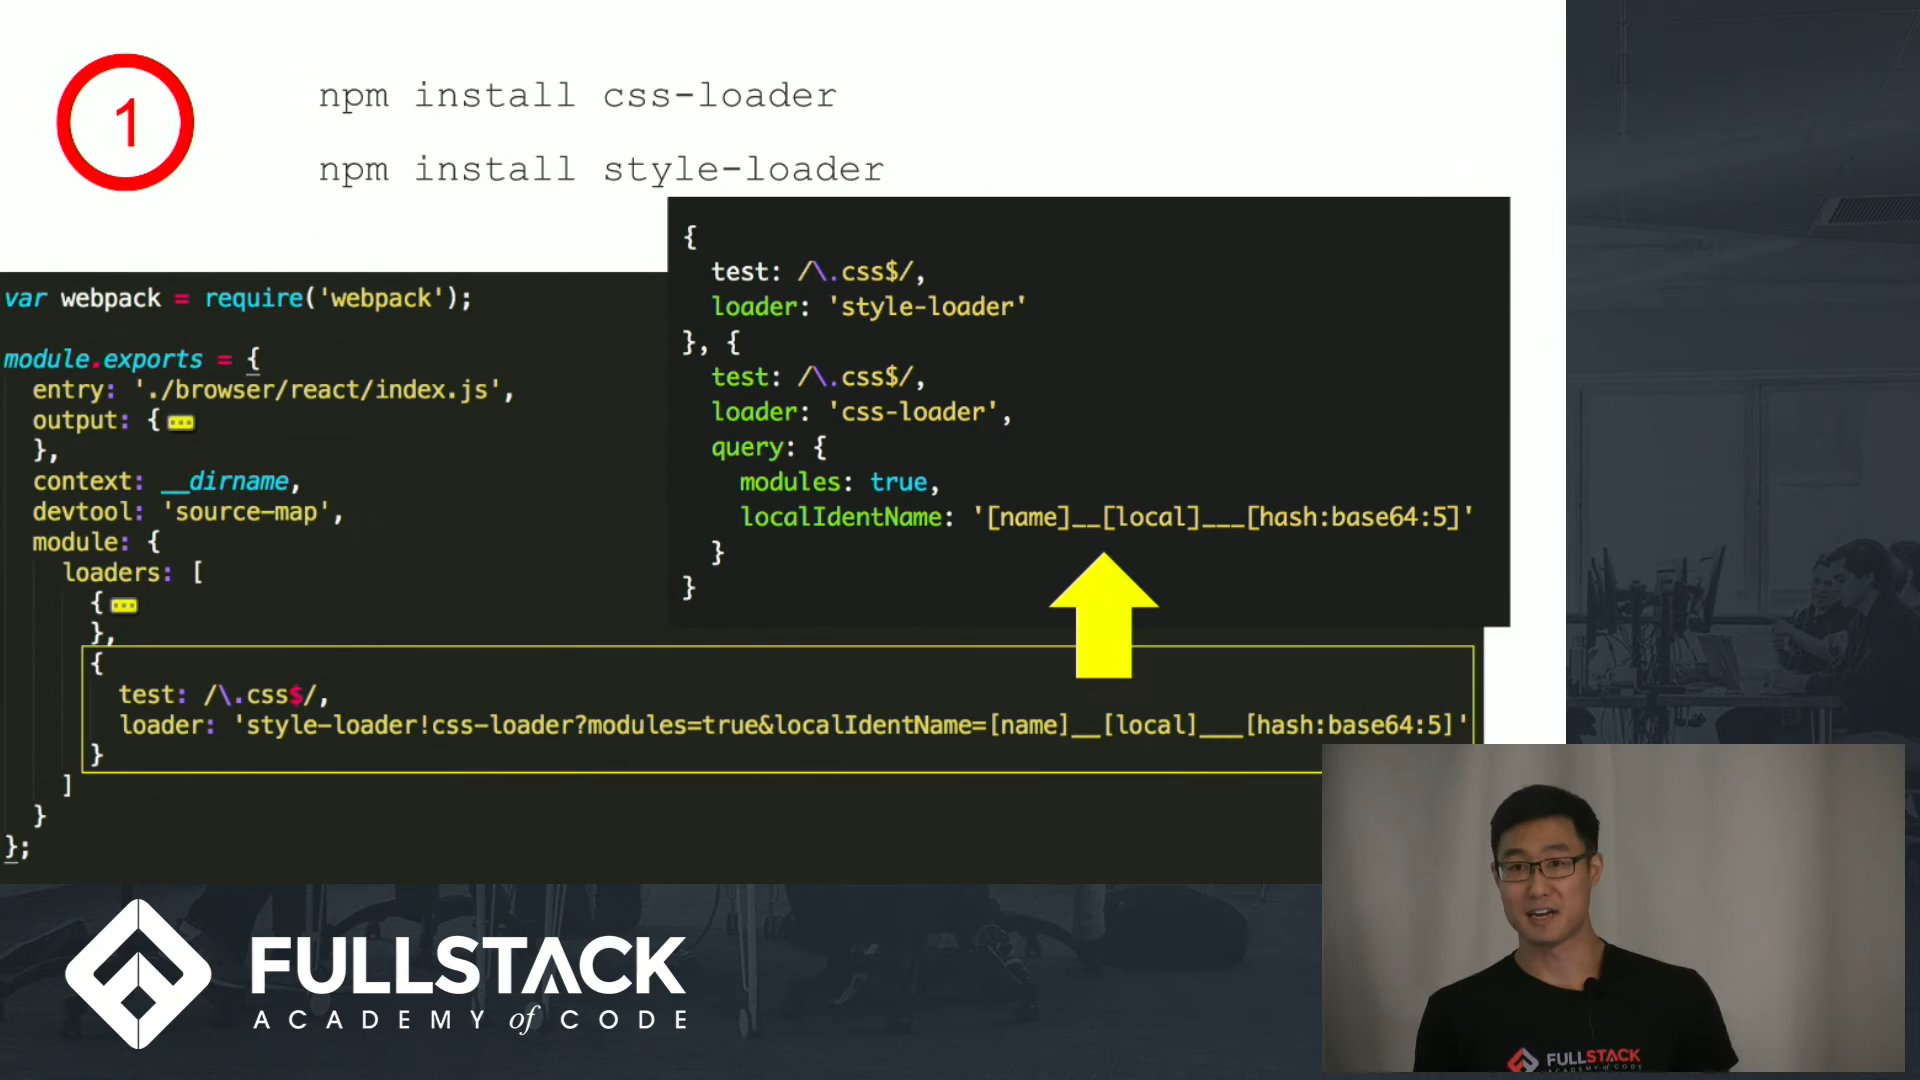 1
npm install css-loader
npm install style-loader
{
test: /\.css$/,
loader: 'style-loader'
}, {
test: /\.css$/,
loader: 'css-loader',
query: {
modules: true,
localIdentName: '[name]__[local]___[hash:base64:5]'
}
}
var webpack = require('webpack');
module.exports = {
entry: './browser/react/index.js',
output: {
},
context: __dirname,
devtool: 'source-map',
module: {
loaders: [
{
},
{
test: /\.css$/,
loader: 'style-loader!css-loader?modules=true&localIdentName=[name]__[local]___[hash:base64:5]'
}
]
}
};
FULLSTACK
ACADEMY of CODE
FULLSTACK
ACADEMY of CODE